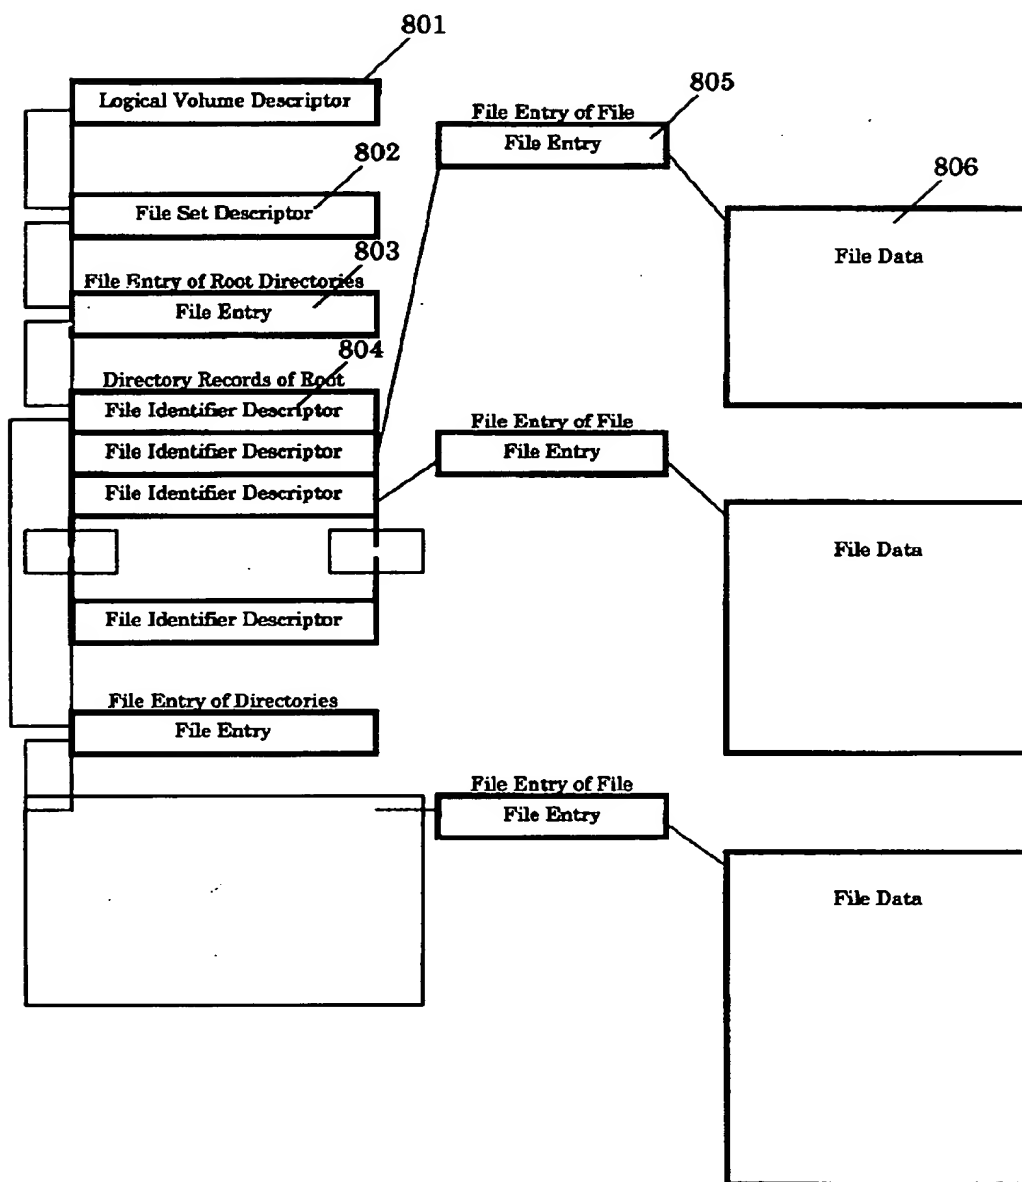 801
Logical Volume Descriptor
802
File Set Descriptor
803
File Entry of Root Directories
File Entry
804
Directory Records of Root
File Identifier Descriptor
File Identifier Descriptor
File Identifier Descriptor
File Identifier Descriptor
File Entry of Directories
File Entry
805
File Entry of File
File Entry
File Entry of File
File Entry
File Entry of File
File Entry
806
File Data
File Data
File Data